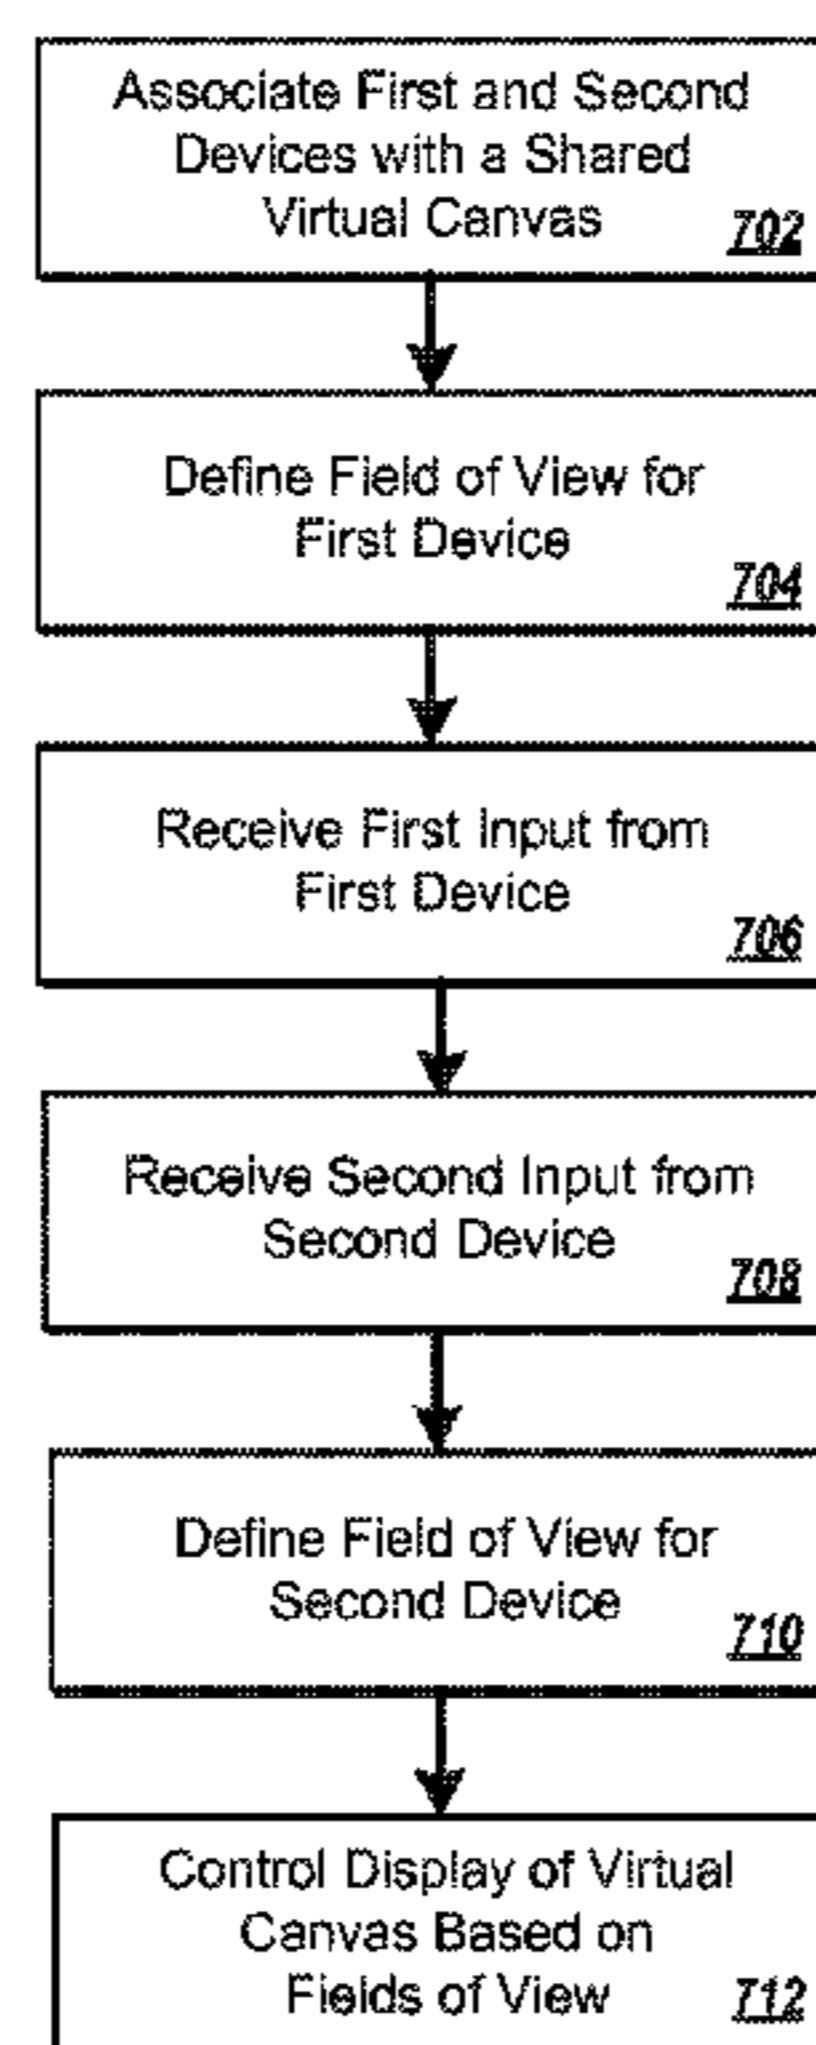 Associate First and Second
Devices with a Shared
Virtual Canvas
702
Define Field of View for
First Device
704
Receive First Input from
First Device
706
Receive Second Input from
Second Device
708
Define Field of View for
Second Device
710
Control Display of Virtual
Canvas Based on
Fields of View
712